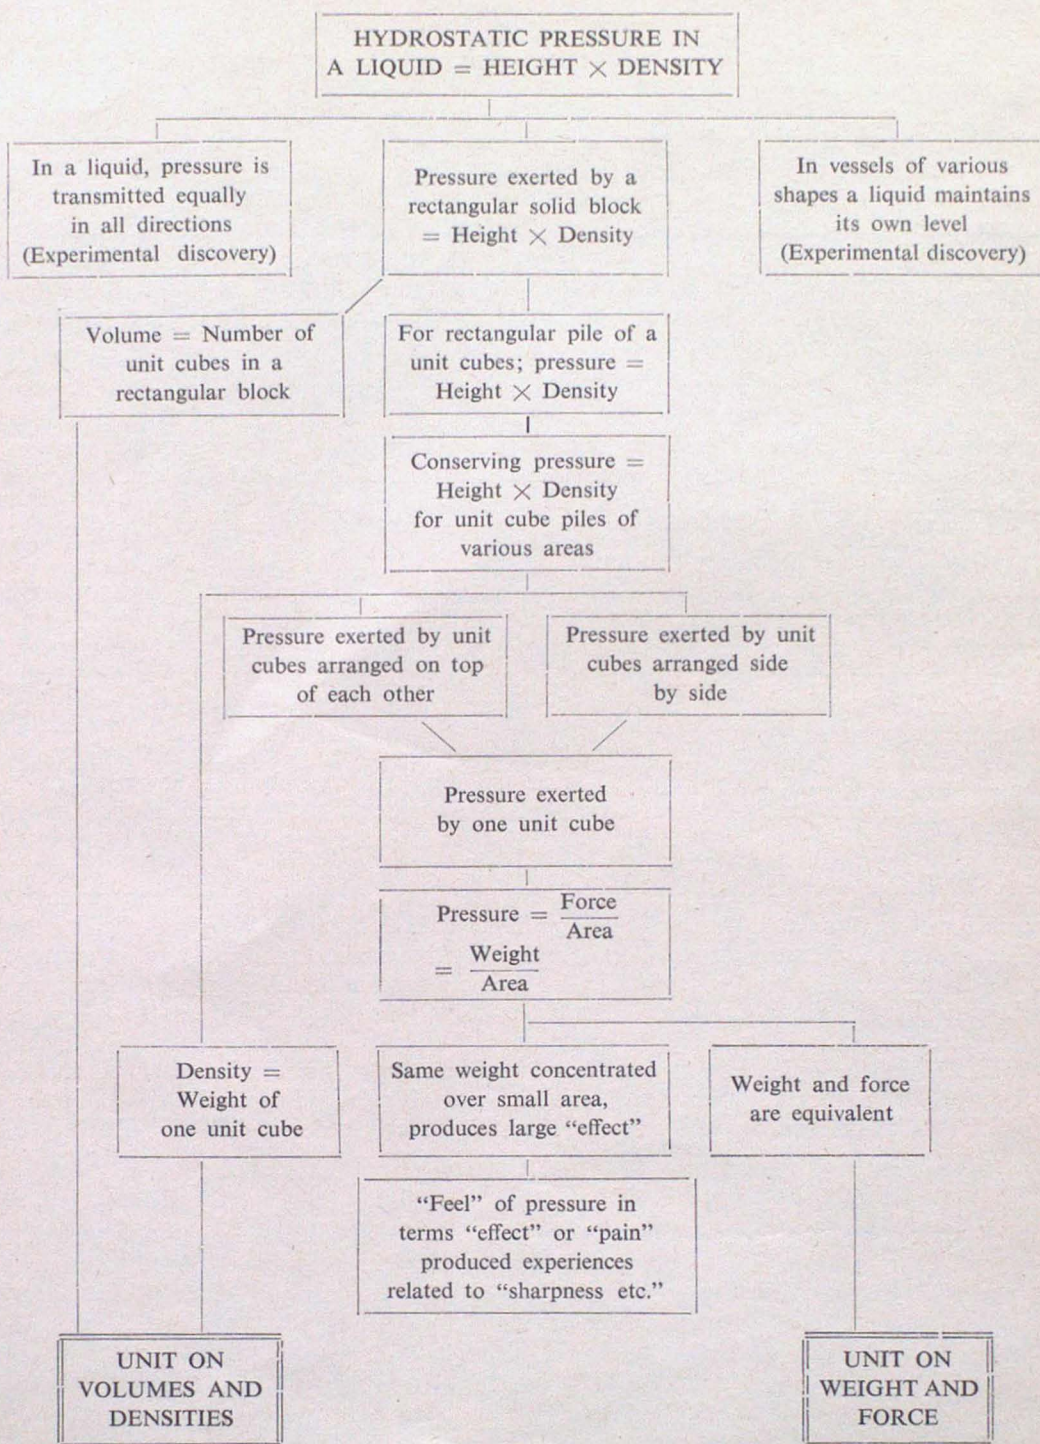 HYDROSTATIC PRESSURE IN
A LIQUID = HEIGHT × DENSITY
In a liquid, pressure is
transmitted equally
in all directions
(Experimental discovery)
Pressure exerted by a
rectangular solid block
= Height × Density
In vessels of various
shapes a liquid maintains
its own level
(Experimental discovery)
Volume = Number of
unit cubes in a
rectangular block
For rectangular pile of a
unit cubes; pressure =
Height × Density
Conserving pressure =
Height × Density
for unit cube piles of
various areas
Pressure exerted by unit
cubes arranged on top
of each other
Pressure exerted by unit
cubes arranged side
by side
Pressure exerted
by one unit cube
Pressure = Force
Area
= Weight
Area
Density =
Weight of
one unit cube
Same weight concentrated
over small area,
produces large “effect”
Weight and force
are equivalent
“Feel” of pressure in
terms “effect” or “pain”
produced experiences
related to “sharpness etc.”
UNIT ON
VOLUMES AND
DENSITIES
UNIT ON
WEIGHT AND
FORCE